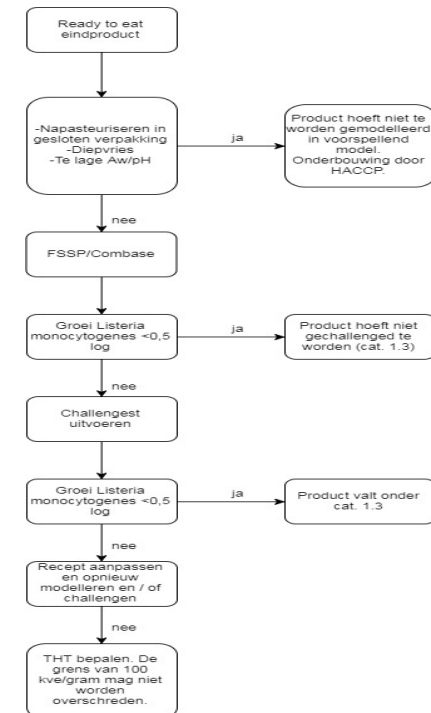 Ready to eat
eindproduct
-Napasteuriseren in
gesloten verpakking
-Diepvries
-Te lage Aw/pH
ja
Product hoeft niet te
worden gemodelleerd
in voorspellend
model.
Onderbouwing door
HACCP.
nee
FSSP/Combase
Groei Listeria
monocytogenes <0,5
log
ja
Product hoeft niet
gechallenged te
worden (cat. 1.3)
nee
Challengest
uitvoeren
Groei Listeria
monocytogenes <0,5
log
ja
Product valt onder
cat. 1.3
nee
Recept aanpassen
en opnieuw
modelleren en / of
challengen
nee
THT bepalen. De
grens van 100
kve/gram mag niet
worden
overschreden.